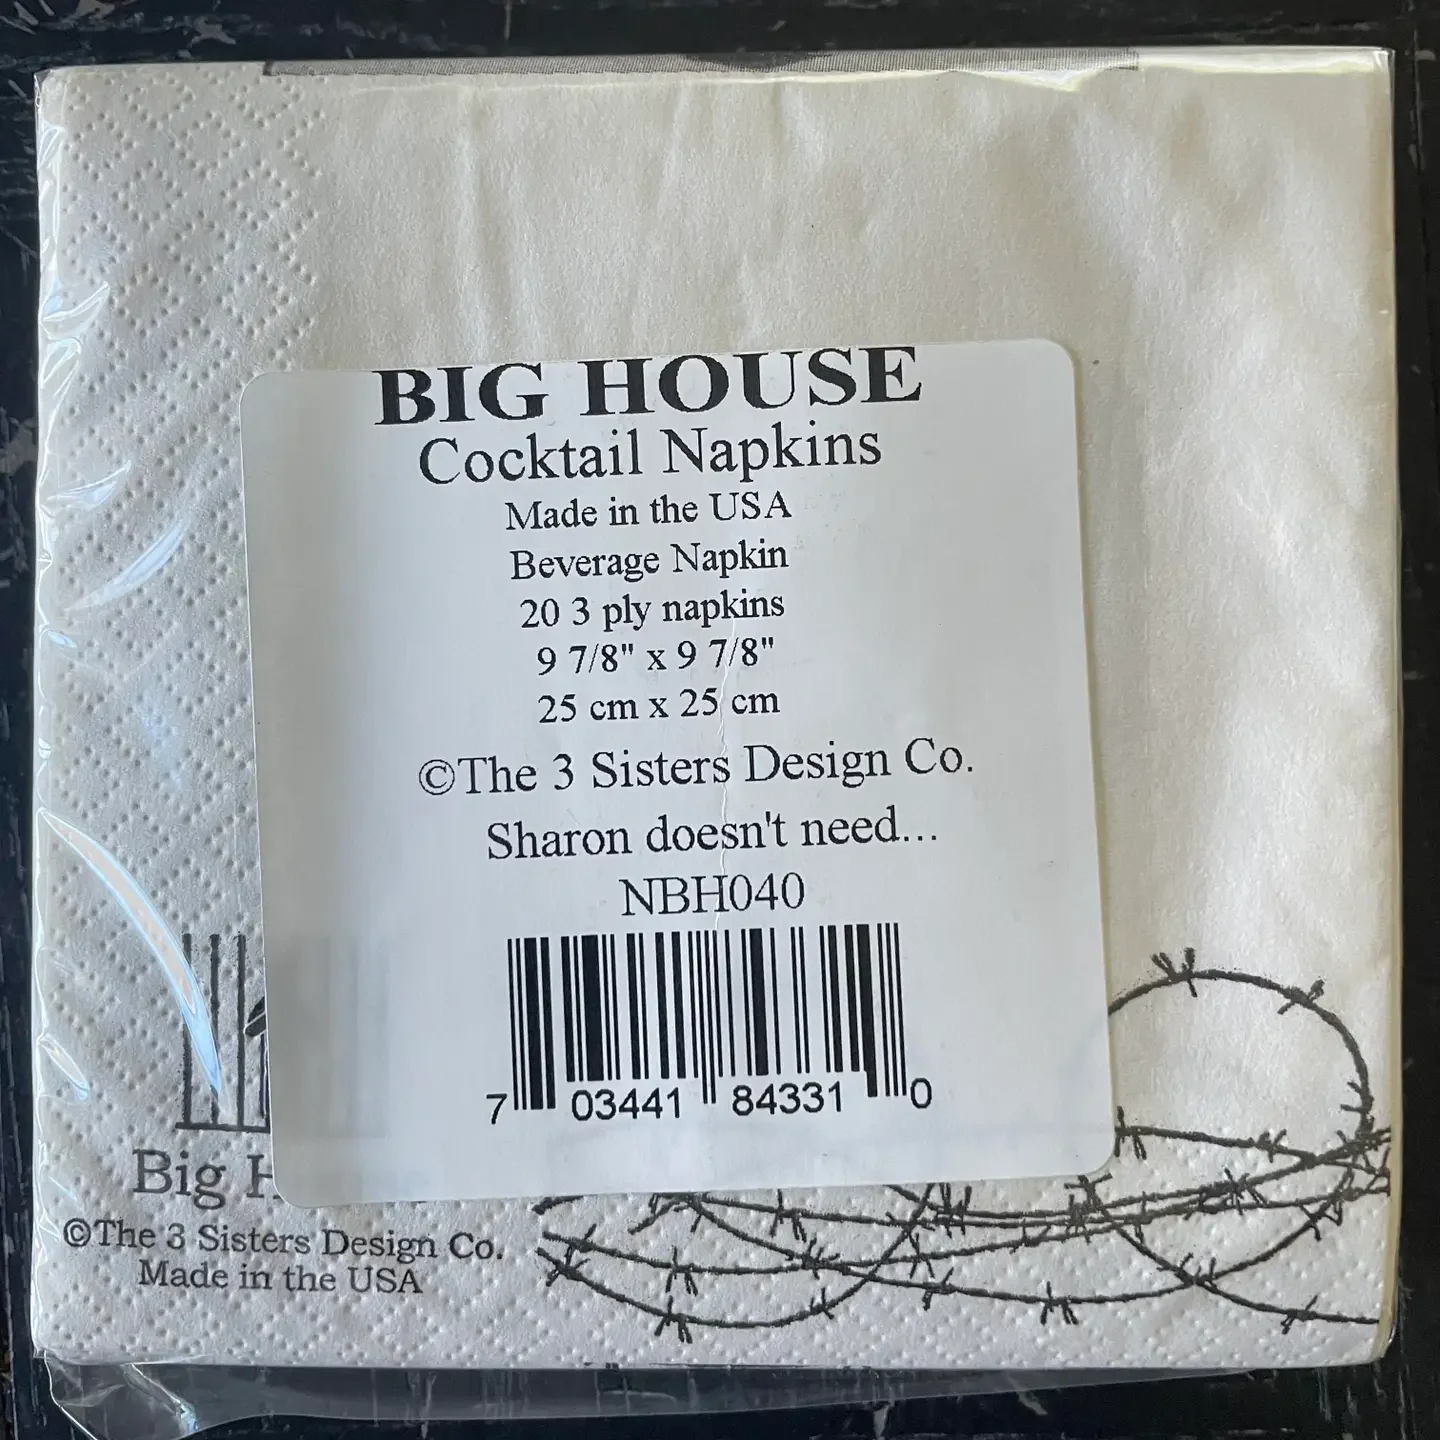 BIG HOUSE
Cocktail Napkins
Made in the USA
Beverage Napkin
20 3 ply napkins
9 7/8" x 9 7/8"
25 cm x 25 cm
©The 3 Sisters Design Co.
Sharon doesn't need...
NBH040
7 03441 84331 0
Big H
©The 3 Sisters Design Co.
Made in the USA